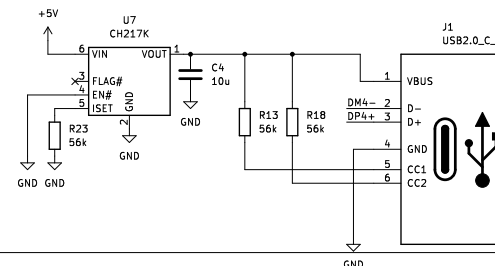 +5V
U7
CH217K
6 VIN VOUT 1
3 FLAG#
4 EN#
5 ISET
GND
2
C4
10u
GND
R23
56k
GND
GND GND
R13
56k
R18
56k
J1
USB2.0_C_
1 VBUS
DM4- 2 D-
DP4+ 3 D+
4 GND
5 CC1
6 CC2
GND